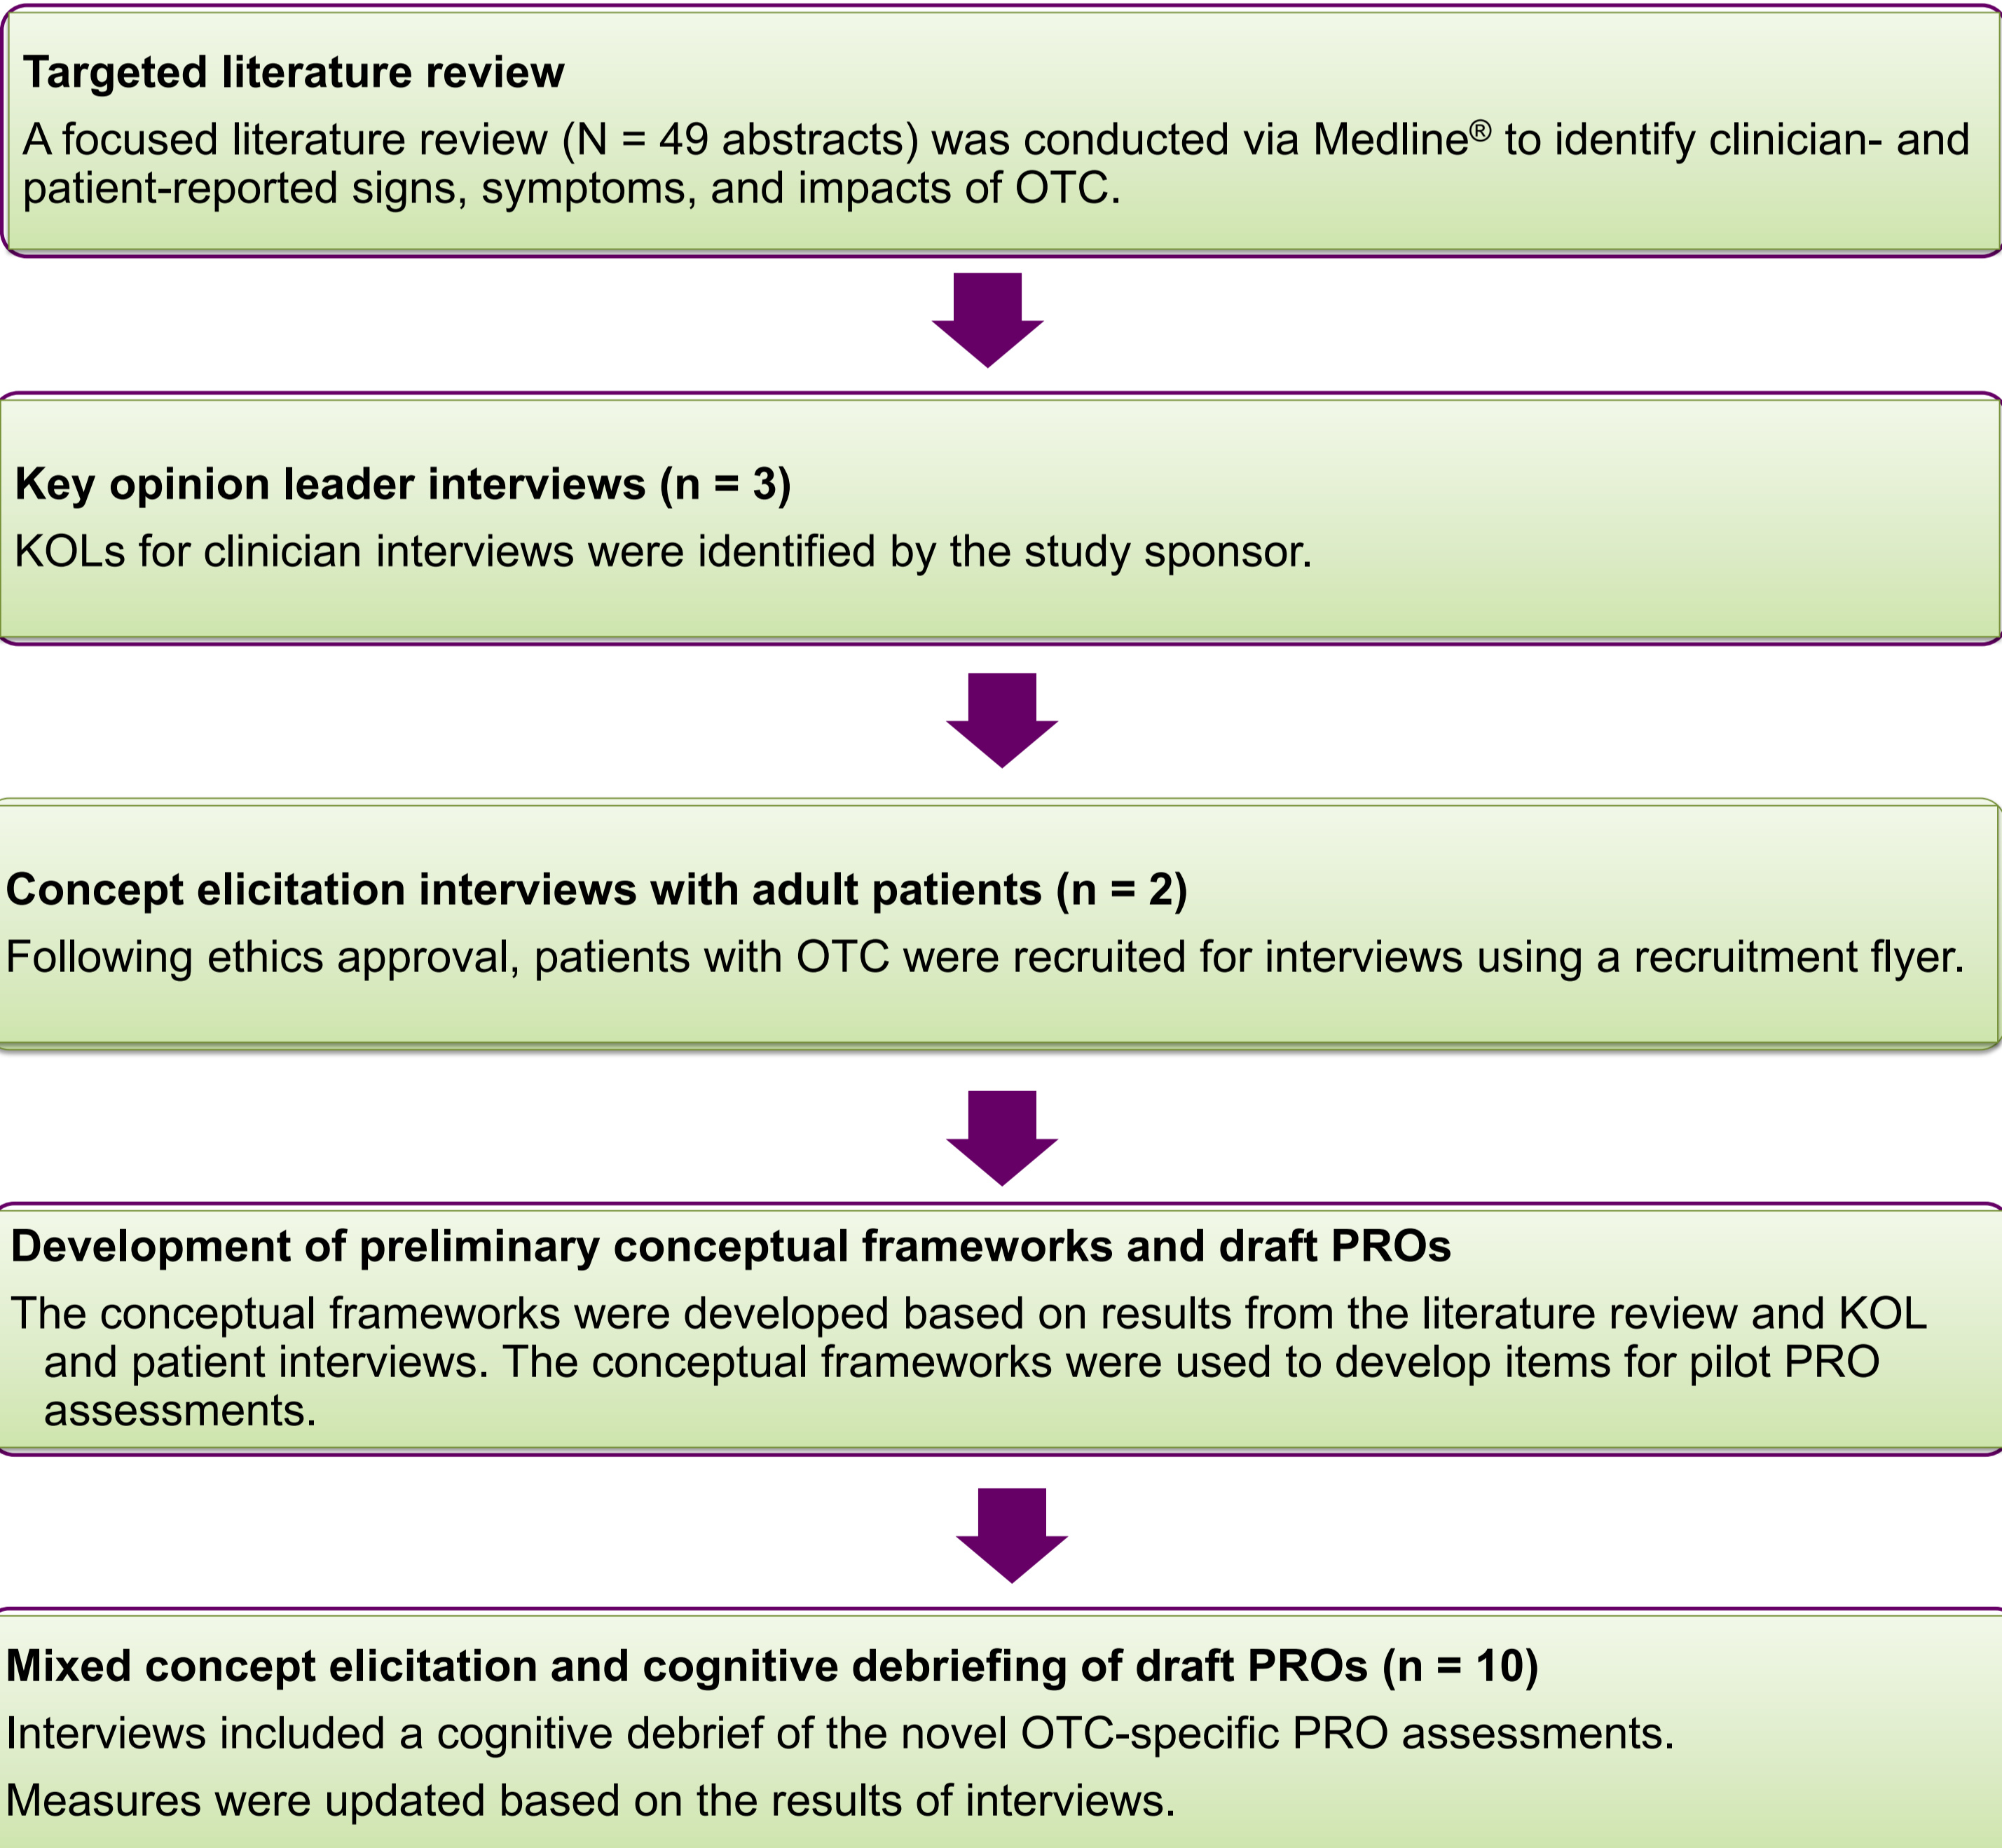 Targeted literature review
A focused literature review (N = 49 abstracts) was conducted via Medline® to identify clinician- and
patient-reported signs, symptoms, and impacts of OTC.
Key opinion leader interviews (n = 3)
KOLs for clinician interviews were identified by the study sponsor.
Concept elicitation interviews with adult patients (n = 2)
Following ethics approval, patients with OTC were recruited for interviews using a recruitment flyer.
Development of preliminary conceptual frameworks and draft PROs
The conceptual frameworks were developed based on results from the literature review and KOL
and patient interviews. The conceptual frameworks were used to develop items for pilot PRO
assessments.
Mixed concept elicitation and cognitive debriefing of draft PROs (n = 10)
Interviews included a cognitive debrief of the novel OTC-specific PRO assessments.
Measures were updated based on the results of interviews.